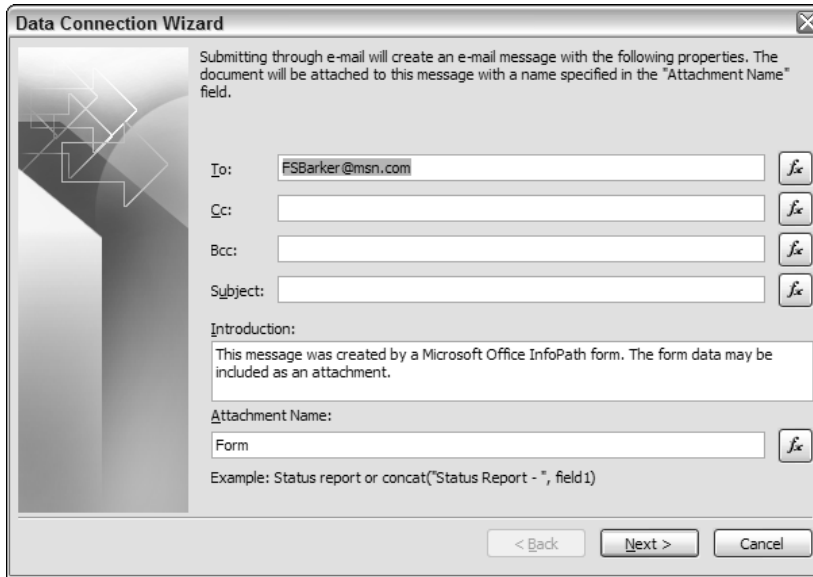 Data Connection Wizard
Submitting through e-mail will create an e-mail message with the following properties. The
document will be attached to this message with a name specified in the "Attachment Name"
field.
To: FSBarker@msn.com fx
Cc: fx
Bcc: fx
Subject: fx
Introduction:
This message was created by a Microsoft Office InfoPath form. The form data may be
included as an attachment.
Attachment Name:
Form fx
Example: Status report or concat("Status Report - ", field1)
< Back Next > Cancel